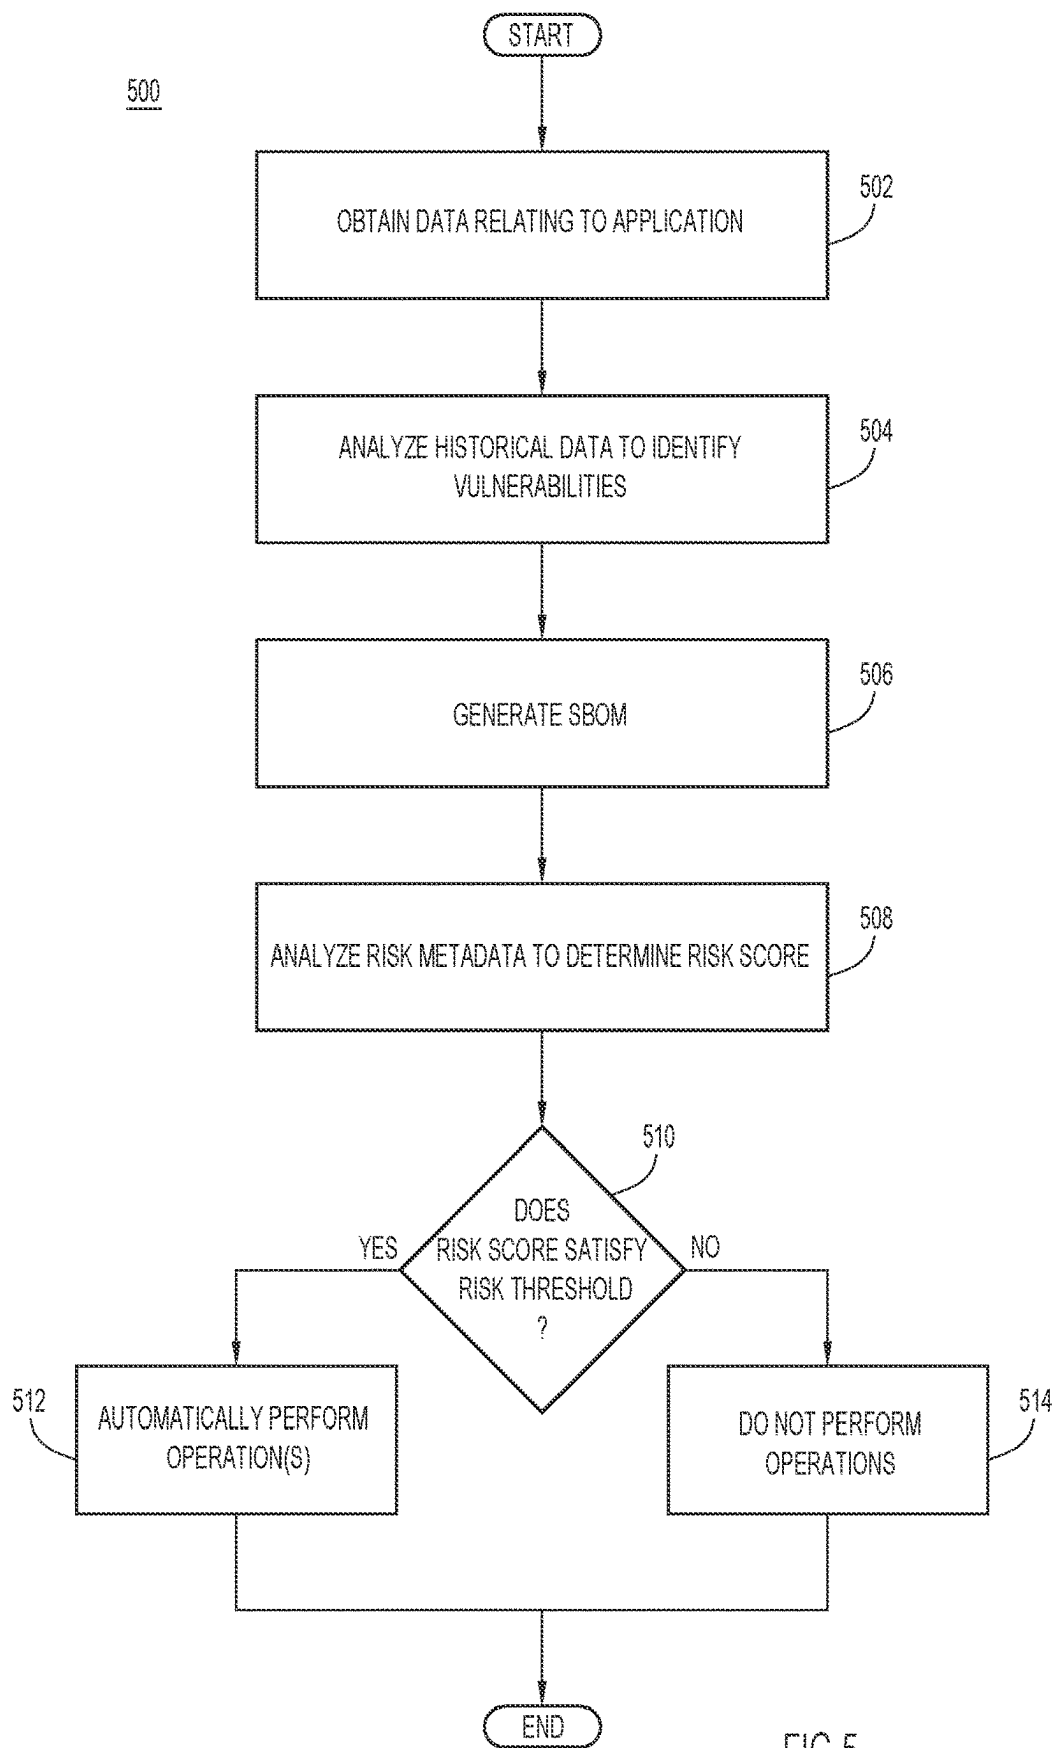 START
500
OBTAIN DATA RELATING TO APPLICATION
502
ANALYZE HISTORICAL DATA TO IDENTIFY
VULNERABILITIES
504
GENERATE SBOM
506
ANALYZE RISK METADATA TO DETERMINE RISK SCORE
508
510
DOES
RISK SCORE SATISFY
RISK THRESHOLD
?
YES
NO
512
AUTOMATICALLY PERFORM
OPERATION(S)
DO NOT PERFORM
OPERATIONS
514
END
FIG.5